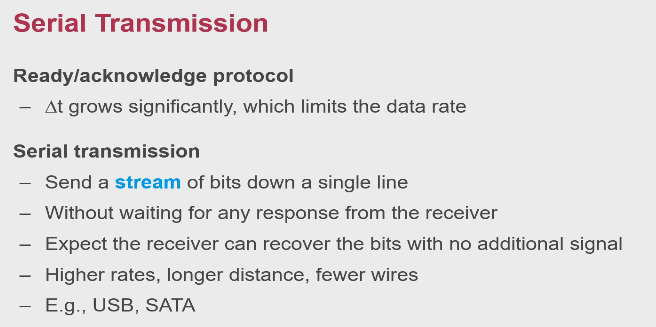 Serial Transmission
Ready/acknowledge protocol
– Δt grows significantly, which limits the data rate
Serial transmission
– Send a stream of bits down a single line
– Without waiting for any response from the receiver
– Expect the receiver can recover the bits with no additional signal
– Higher rates, longer distance, fewer wires
– E.g., USB, SATA